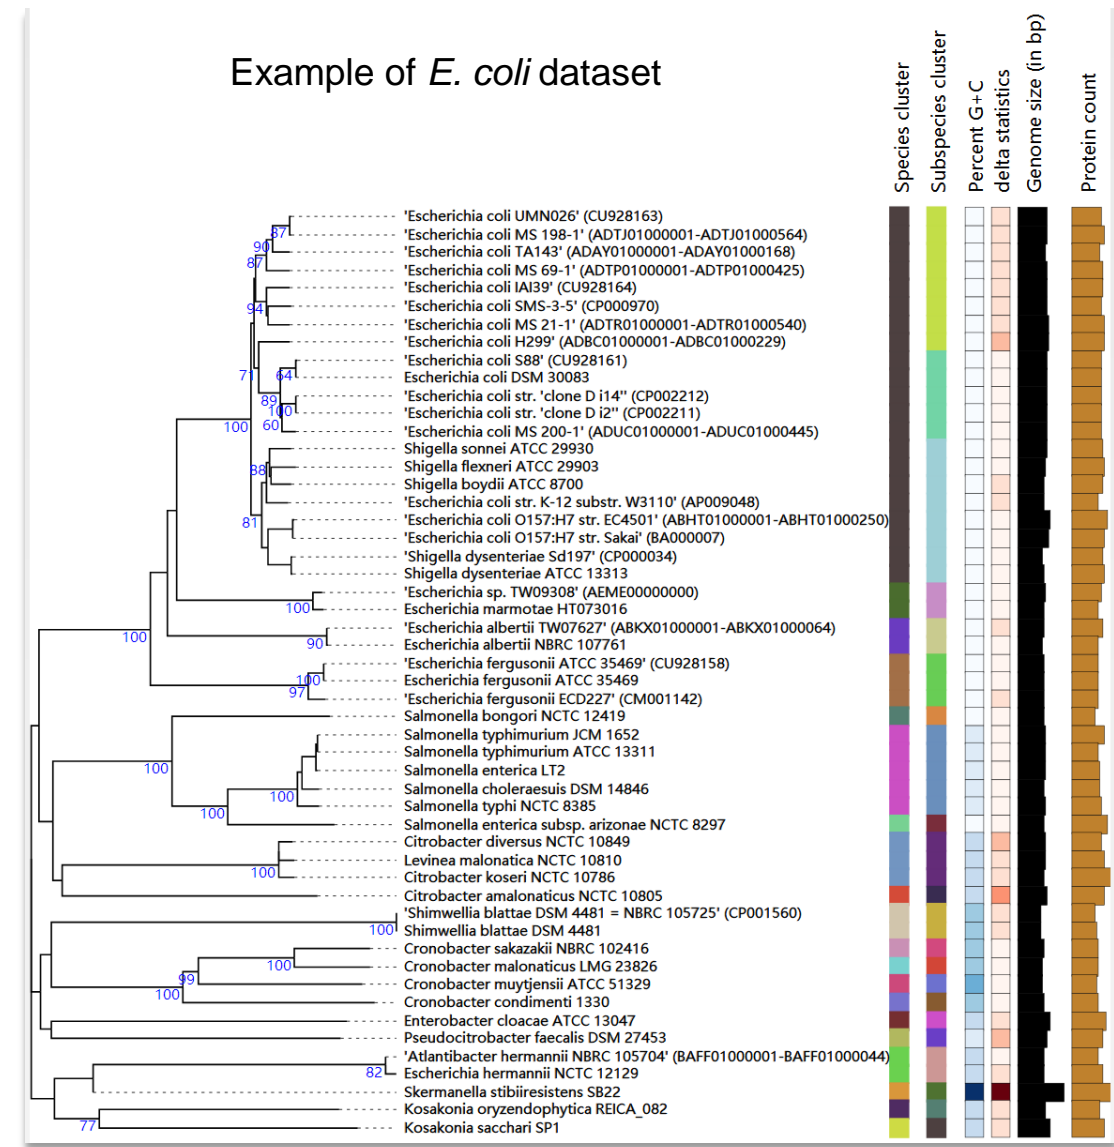 Example of E. coli dataset
Species cluster
Subspecies cluster
Percent G+C
delta statistics
Genome size (in bp)
Protein count
'Escherichia coli UMN026' (CU928163)
87
'Escherichia coli MS 198-1' (ADTJ01000001-ADTJ01000564)
90
'Escherichia coli TA143' (ADAY01000001-ADAY01000168)
87
'Escherichia coli MS 69-1' (ADTP01000001-ADTP01000425)
'Escherichia coli IAI39' (CU928164)
94
'Escherichia coli SMS-3-5' (CP000970)
'Escherichia coli MS 21-1' (ADTR01000001-ADTR01000540)
'Escherichia coli H299' (ADBC01000001-ADBC01000229)
'Escherichia coli S88' (CU928161)
71
64
Escherichia coli DSM 30083
'Escherichia coli str. 'clone D i14'' (CP002212)
89
100
'Escherichia coli str. 'clone D i2'' (CP002211)
100
60
'Escherichia coli MS 200-1' (ADUC01000001-ADUC01000445)
Shigella sonnei ATCC 29930
88
Shigella flexneri ATCC 29903
Shigella boydii ATCC 8700
'Escherichia coli str. K-12 substr. W3110' (AP009048)
81
'Escherichia coli O157:H7 str. EC4501' (ABHT01000001-ABHT01000250)
'Escherichia coli O157:H7 str. Sakai' (BA000007)
'Shigella dysenteriae Sd197' (CP000034)
Shigella dysenteriae ATCC 13313
'Escherichia sp. TW09308' (AEME00000000)
100
Escherichia marmotae HT073016
'Escherichia albertii TW07627' (ABKX01000001-ABKX01000064)
100
90
Escherichia albertii NBRC 107761
'Escherichia fergusonii ATCC 35469' (CU928158)
100
Escherichia fergusonii ATCC 35469
97
'Escherichia fergusonii ECD227' (CM001142)
Salmonella bongori NCTC 12419
Salmonella typhimurium JCM 1652
Salmonella typhimurium ATCC 13311
100
Salmonella enterica LT2
Salmonella choleraesuis DSM 14846
100
Salmonella typhi NCTC 8385
100
Salmonella enterica subsp. arizonae NCTC 8297
Citrobacter diversus NCTC 10849
Levinea malonatica NCTC 10810
100
Citrobacter koseri NCTC 10786
Citrobacter amalonaticus NCTC 10805
'Shimwellia blattae DSM 4481 = NBRC 105725' (CP001560)
100
Shimwellia blattae DSM 4481
Cronobacter sakazakii NBRC 102416
100
Cronobacter malonaticus LMG 23826
99
Cronobacter muytjensii ATCC 51329
100
Cronobacter condimenti 1330
Enterobacter cloacae ATCC 13047
Pseudocitrobacter faecalis DSM 27453
'Atlantibacter hermannii NBRC 105704' (BAFF01000001-BAFF01000044)
82
Escherichia hermannii NCTC 12129
Skermanella stibiiresistens SB22
Kosakonia oryzendophytica REICA_082
77
Kosakonia sacchari SP1